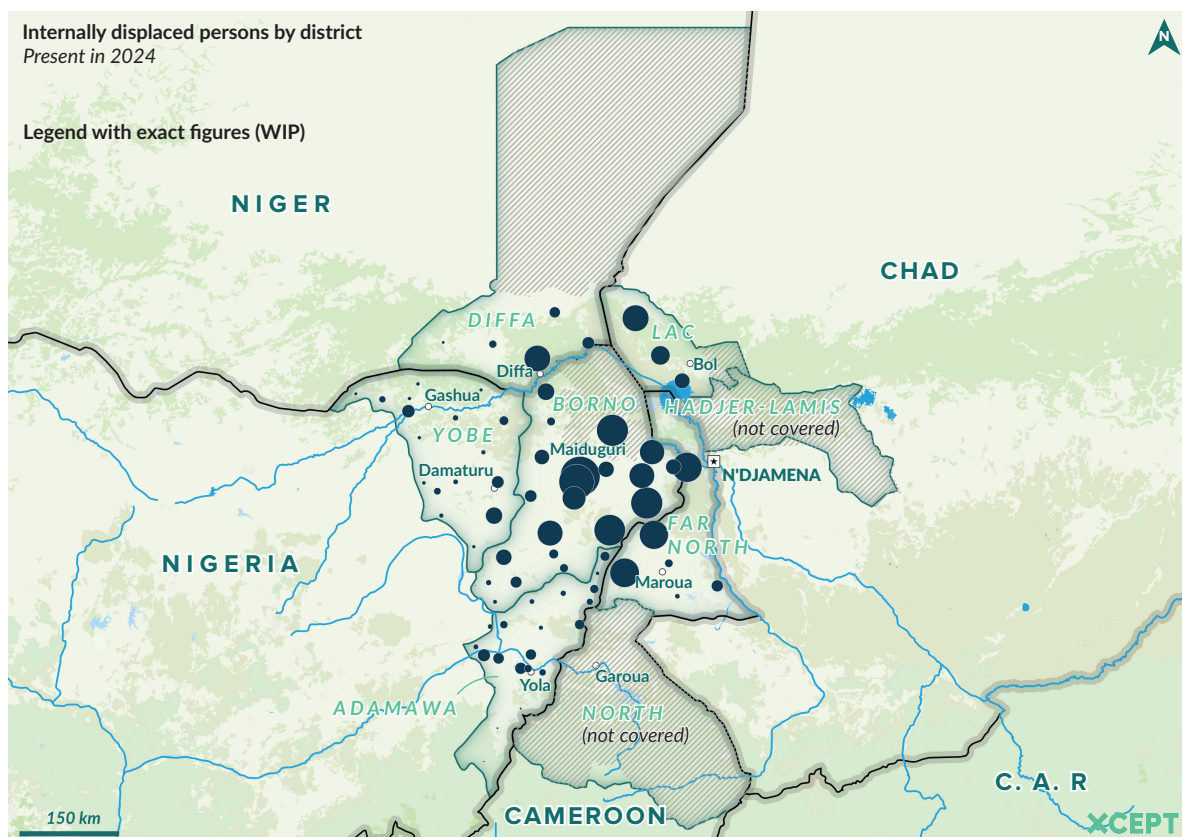 Internally displaced persons by district
Present in 2024
N
Legend with exact figures (WIP)
NIGER
CHAD
DIFFA
LAC
Bol
Diffa
Gashua
BORNO
HADJER-LAMIS
(not covered)
YOBE
Maiduguri
Damaturu
N'DJAMENA
FAR
NORTH
NIGERIA
Maroua
Garoua
Yola
ADAMAWA
NORTH
(not covered)
C. A. R
CAMEROON
150 km
XCEPT